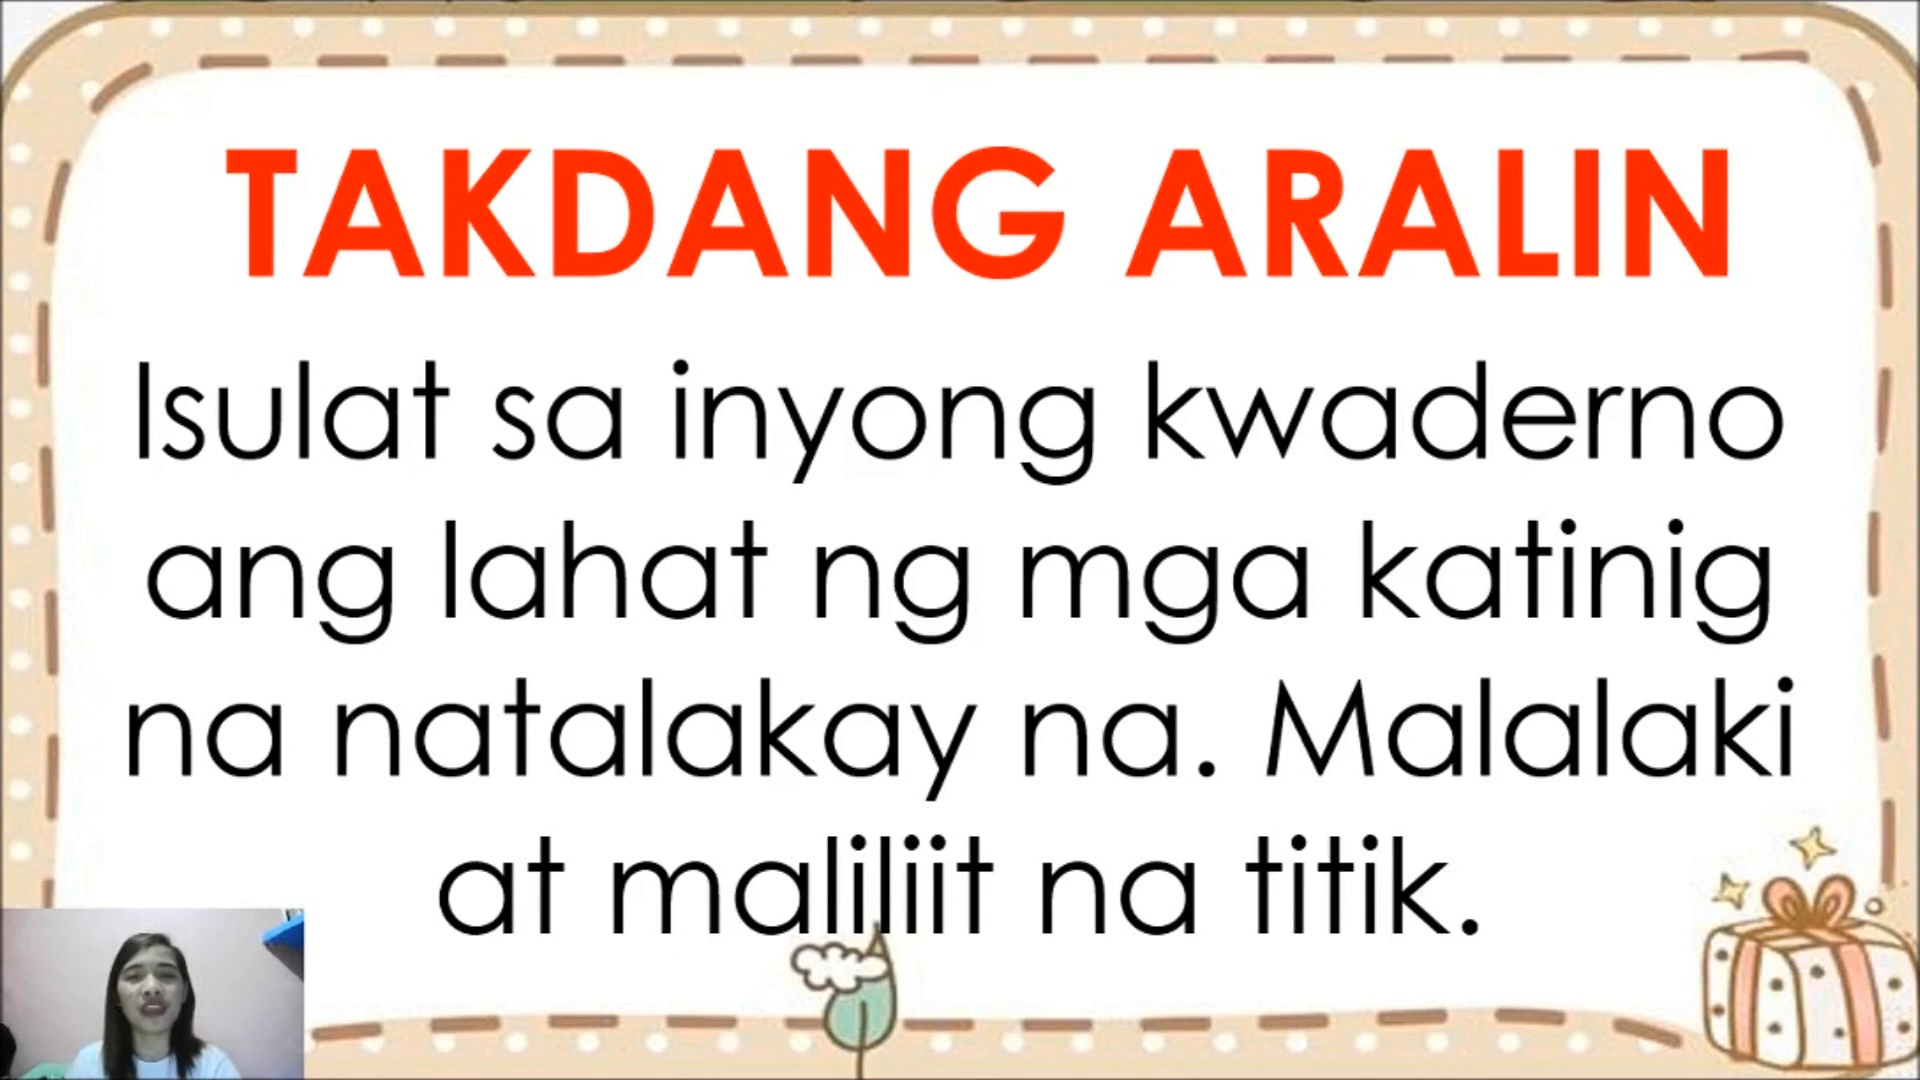 TAKDANG ARALIN
Isulat sa inyong kwaderno
ang lahat ng mga katinig
na natalakay na. Malalaki
at maliliit na titik.